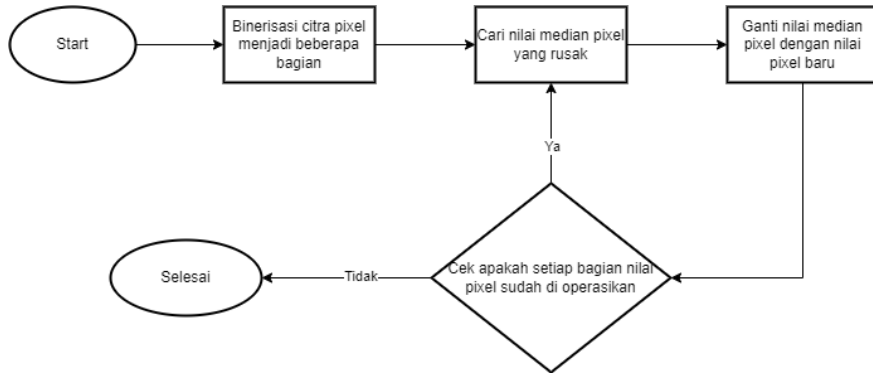 Start
Binerisasi citra pixel
menjadi beberapa
bagian
Cari nilai median pixel
yang rusak
Ganti nilai median
pixel dengan nilai
pixel baru
Ya
Cek apakah setiap bagian nilai
pixel sudah di operasikan
Tidak
Selesai